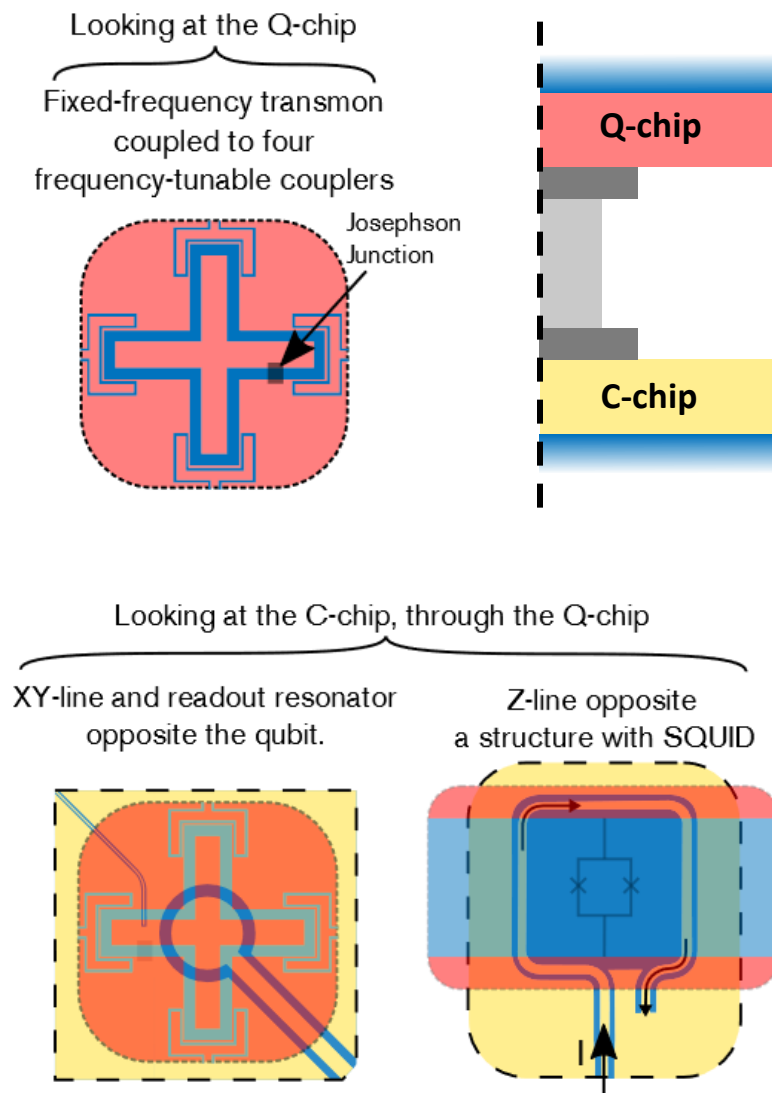 Looking at the Q-chip
Fixed-frequency transmon
coupled to four
frequency-tunable couplers
Josephson
Junction
Q-chip
C-chip
Looking at the C-chip, through the Q-chip
XY-line and readout resonator
opposite the qubit.
Z-line opposite
a structure with SQUID
I